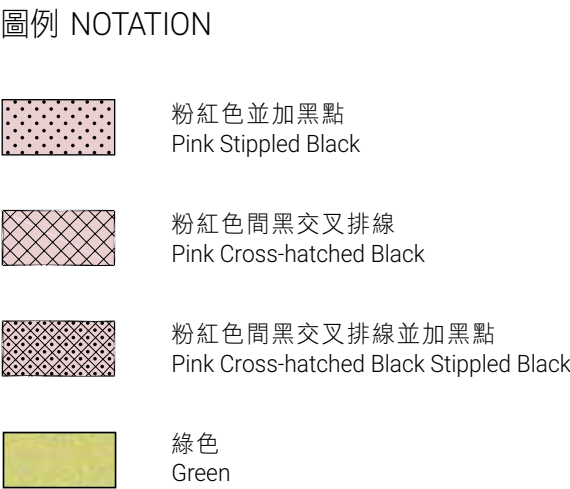 圖例 NOTATION
粉紅色並加黑點
Pink Stippled Black
粉紅色間黑交叉排線
Pink Cross-hatched Black
粉紅色間黑交叉排線並加黑點
Pink Cross-hatched Black Stippled Black
綠色
Green